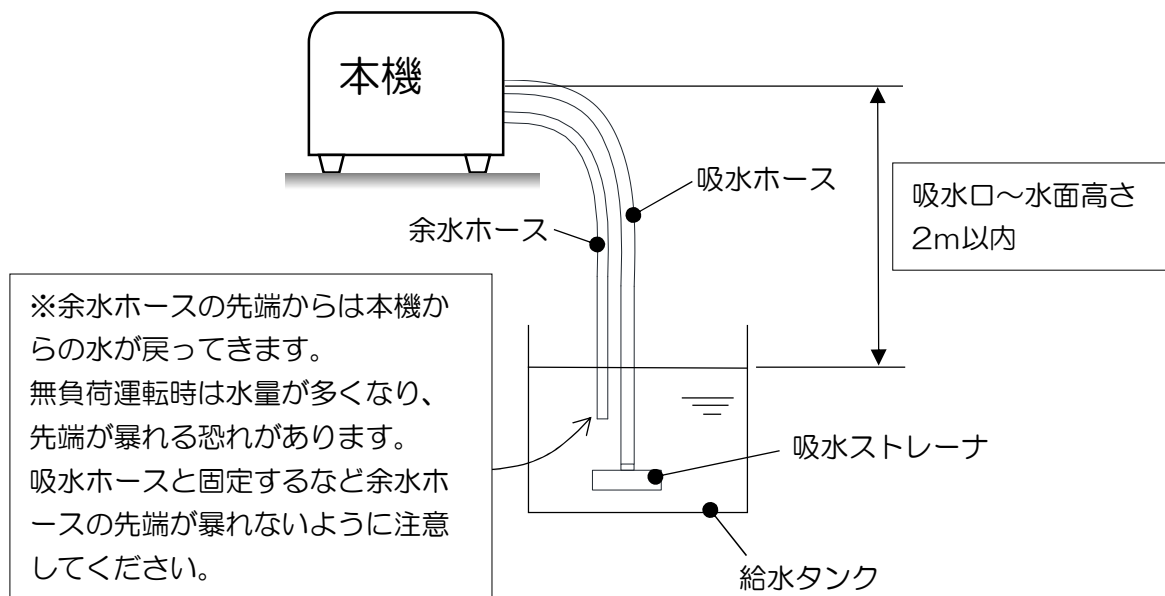 本機
吸水ホース
余水ホース
吸水口～水面高さ
2m以内
※余水ホースの先端からは本機か
らの水が戻ってきます。
無負荷運転時は水量が多くなり、
先端が暴れる恐れがあります。
吸水ホースと固定するなど余水ホ
ースの先端が暴れないように注意
してください。
吸水ストレーナ
給水タンク